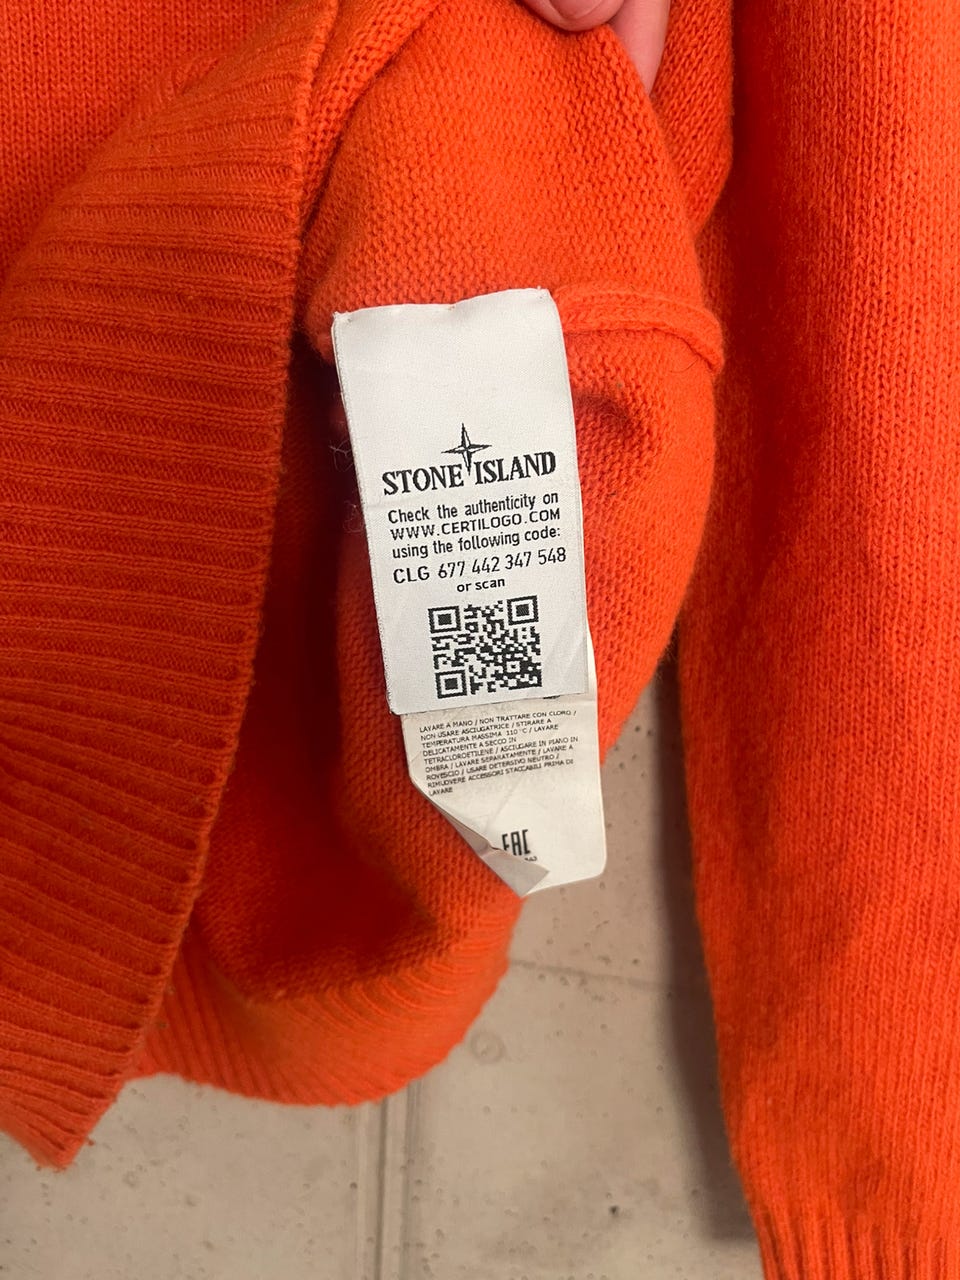 STONE ISLAND
Check the authenticity on
WWW.CERTILOGO.COM
using the following code:
CLG 677 442 347 548
or scan
LAVARE A MANO / NON TRATTARE CON CLORO /
NON USARE ASCIUGATRICE / STIRARE A
TEMPERATURA MASSIMA 110 °C / LAVARE
DELICATAMENTE A SECCO IN
TETRACLOROETILENE / ASCIUGARE IN PIANO IN
OMBRA / LAVARE SEPARATAMENTE / LAVARE A
ROVESCIO / USARE DETERSIVO NEUTRO /
RIMUOVERE ACCESSORI STACCABILI PRIMA DI
LAVARE
EAC